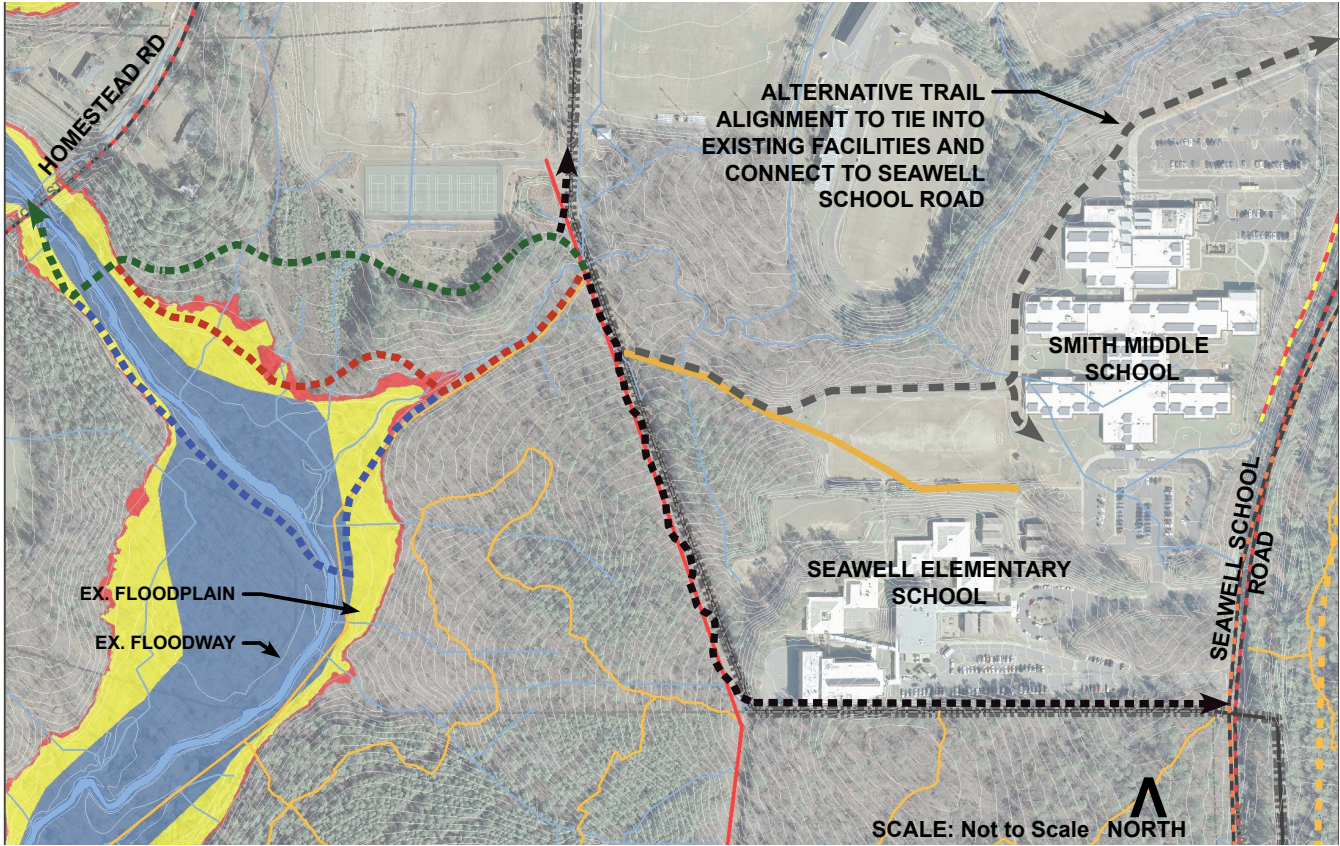 HOMESTEAD RD
ALTERNATIVE TRAIL
ALIGNMENT TO TIE INTO
EXISTING FACILITIES AND
CONNECT TO SEAWELL
SCHOOL ROAD
SMITH MIDDLE
SCHOOL
SEAWELL SCHOOL
ROAD
SEAWELL ELEMENTARY
SCHOOL
EX. FLOODPLAIN
EX. FLOODWAY
SCALE: Not to Scale NORTH